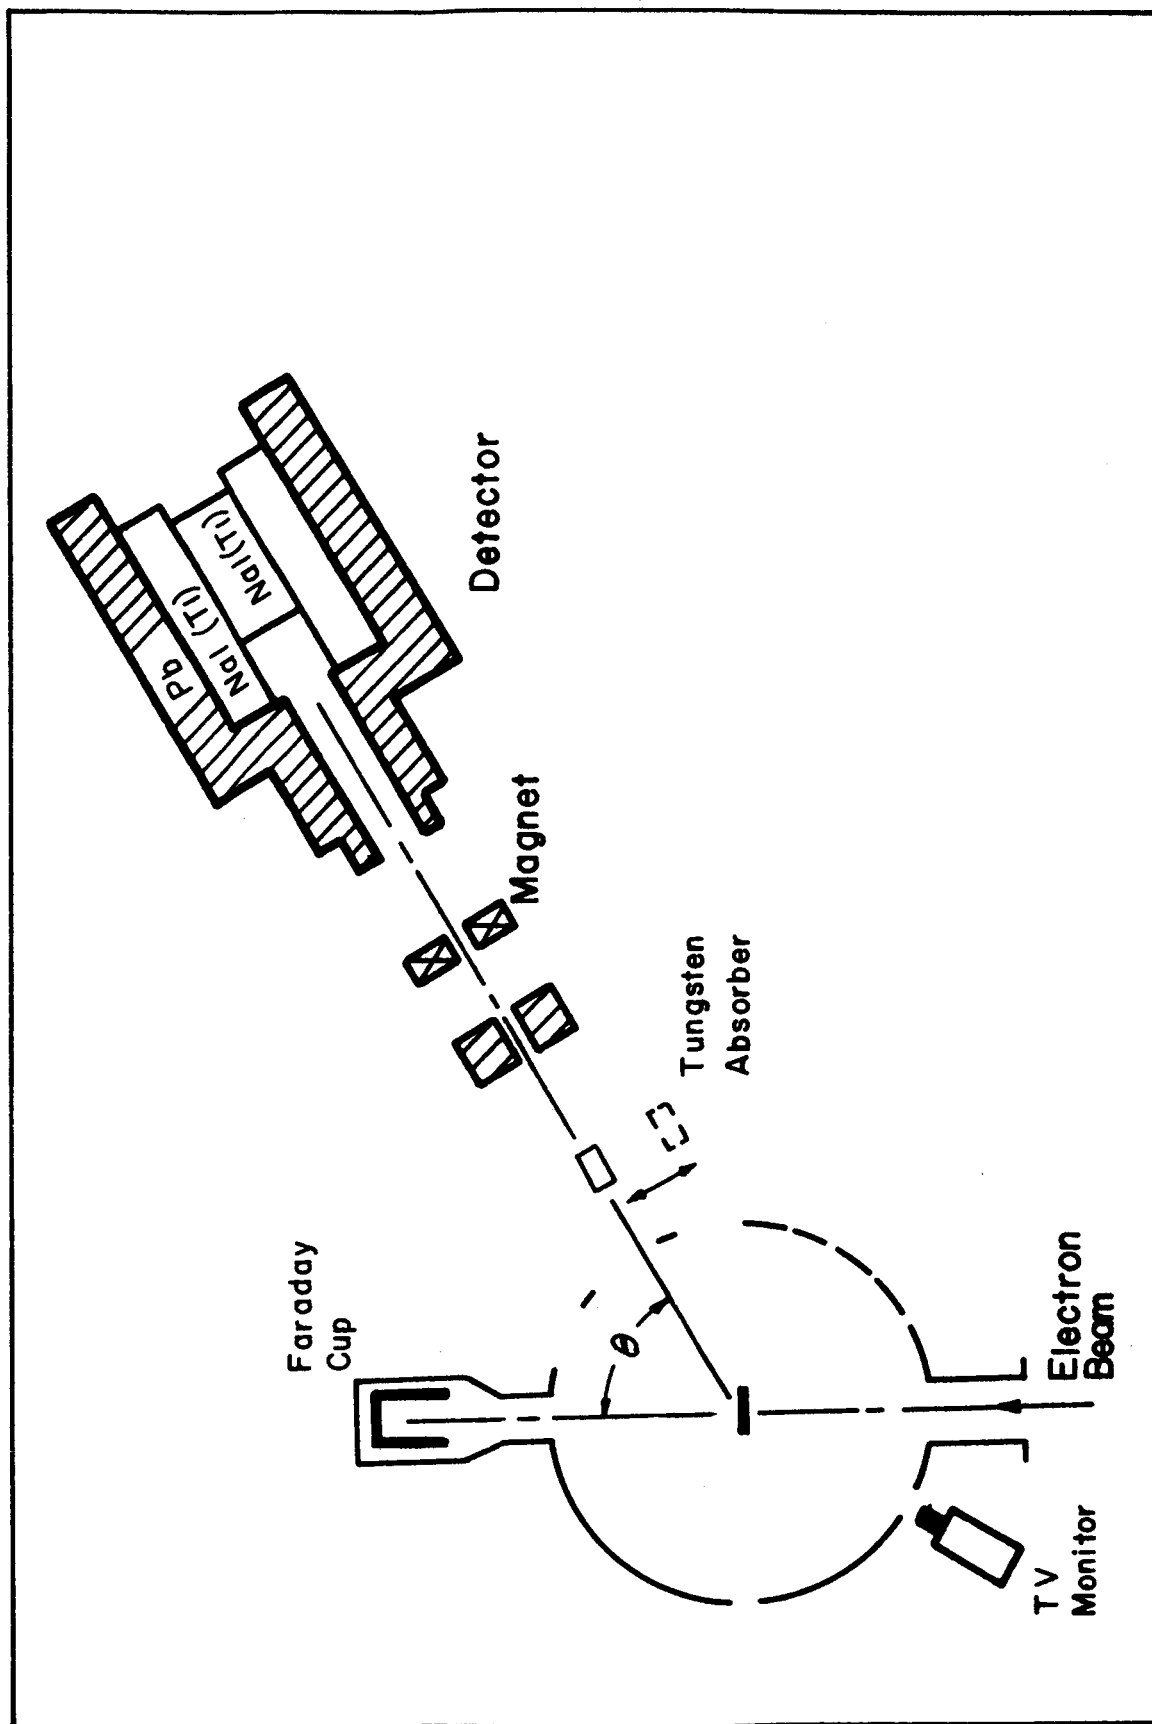 Pb
NaI (Tl)
NaI(Tl)
Detector
Magnet
Tungsten
Absorber
Faraday
Cup
θ
Electron
Beam
TV
Monitor